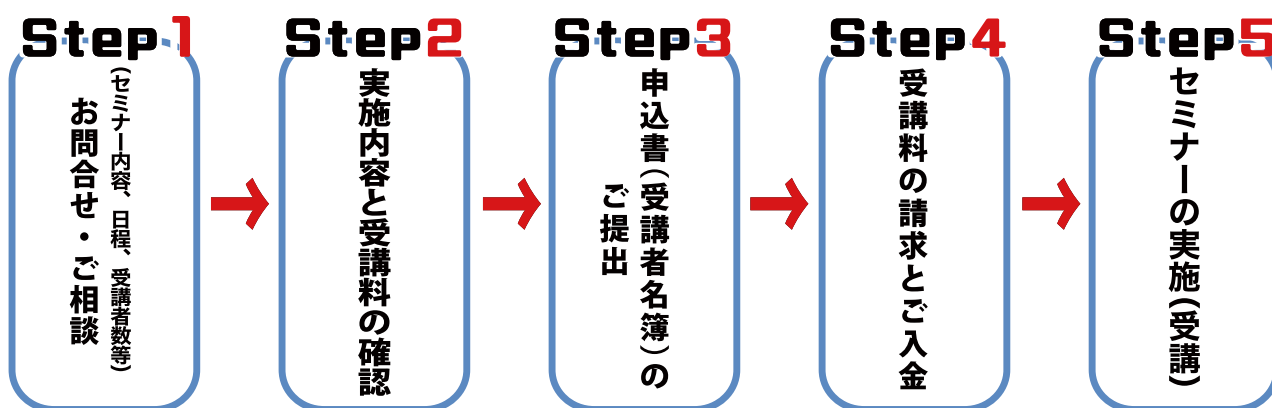 Step1
(セミナー内容、日程、受講者数等)
お問合せ・ご相談
Step2
実施内容と受講料の確認
Step3
申込書(受講者名簿)の
ご提出
Step4
受講料の請求とご入金
Step5
セミナーの実施(受講)